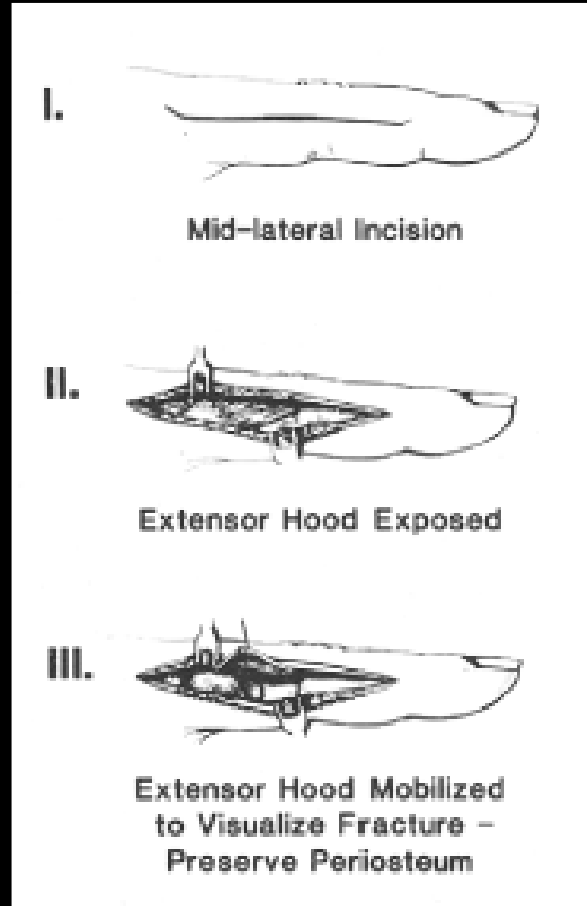 I.
Mid-lateral Incision
II.
Extensor Hood Exposed
III.
Extensor Hood Mobilized
to Visualize Fracture -
Preserve Periosteum